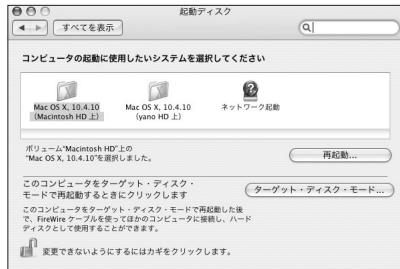 起動ディスク
すべてを表示
コンピュータの起動に使用したいシステムを選択してください
Mac OS X, 10.4.10
（Macintosh HD 上）
Mac OS X, 10.4.10
（yano HD 上）
ネットワーク起動
ボリューム“Macintosh HD”上の
“Mac OS X, 10.4.10”を選択しました。
再起動...
このコンピュータをターゲット・ディスク・
モードで再起動するときにクリックします
ターゲット・ディスク・モード...
このコンピュータをターゲット・ディスク・モードで再起動した後
で、FireWire ケーブルを使ってほかのコンピュータに接続し、ハード
ディスクとして使用することができます。
変更できないようにするにはカギをクリックします。